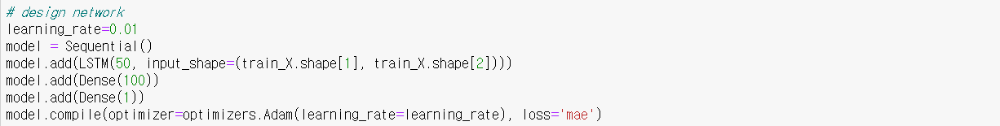 # design network
learning_rate=0.01
model = Sequential()
model.add(LSTM(50, input_shape=(train_X.shape[1], train_X.shape[2])))
model.add(Dense(100))
model.add(Dense(1))
model.compile(optimizer=optimizers.Adam(learning_rate=learning_rate), loss='mae')